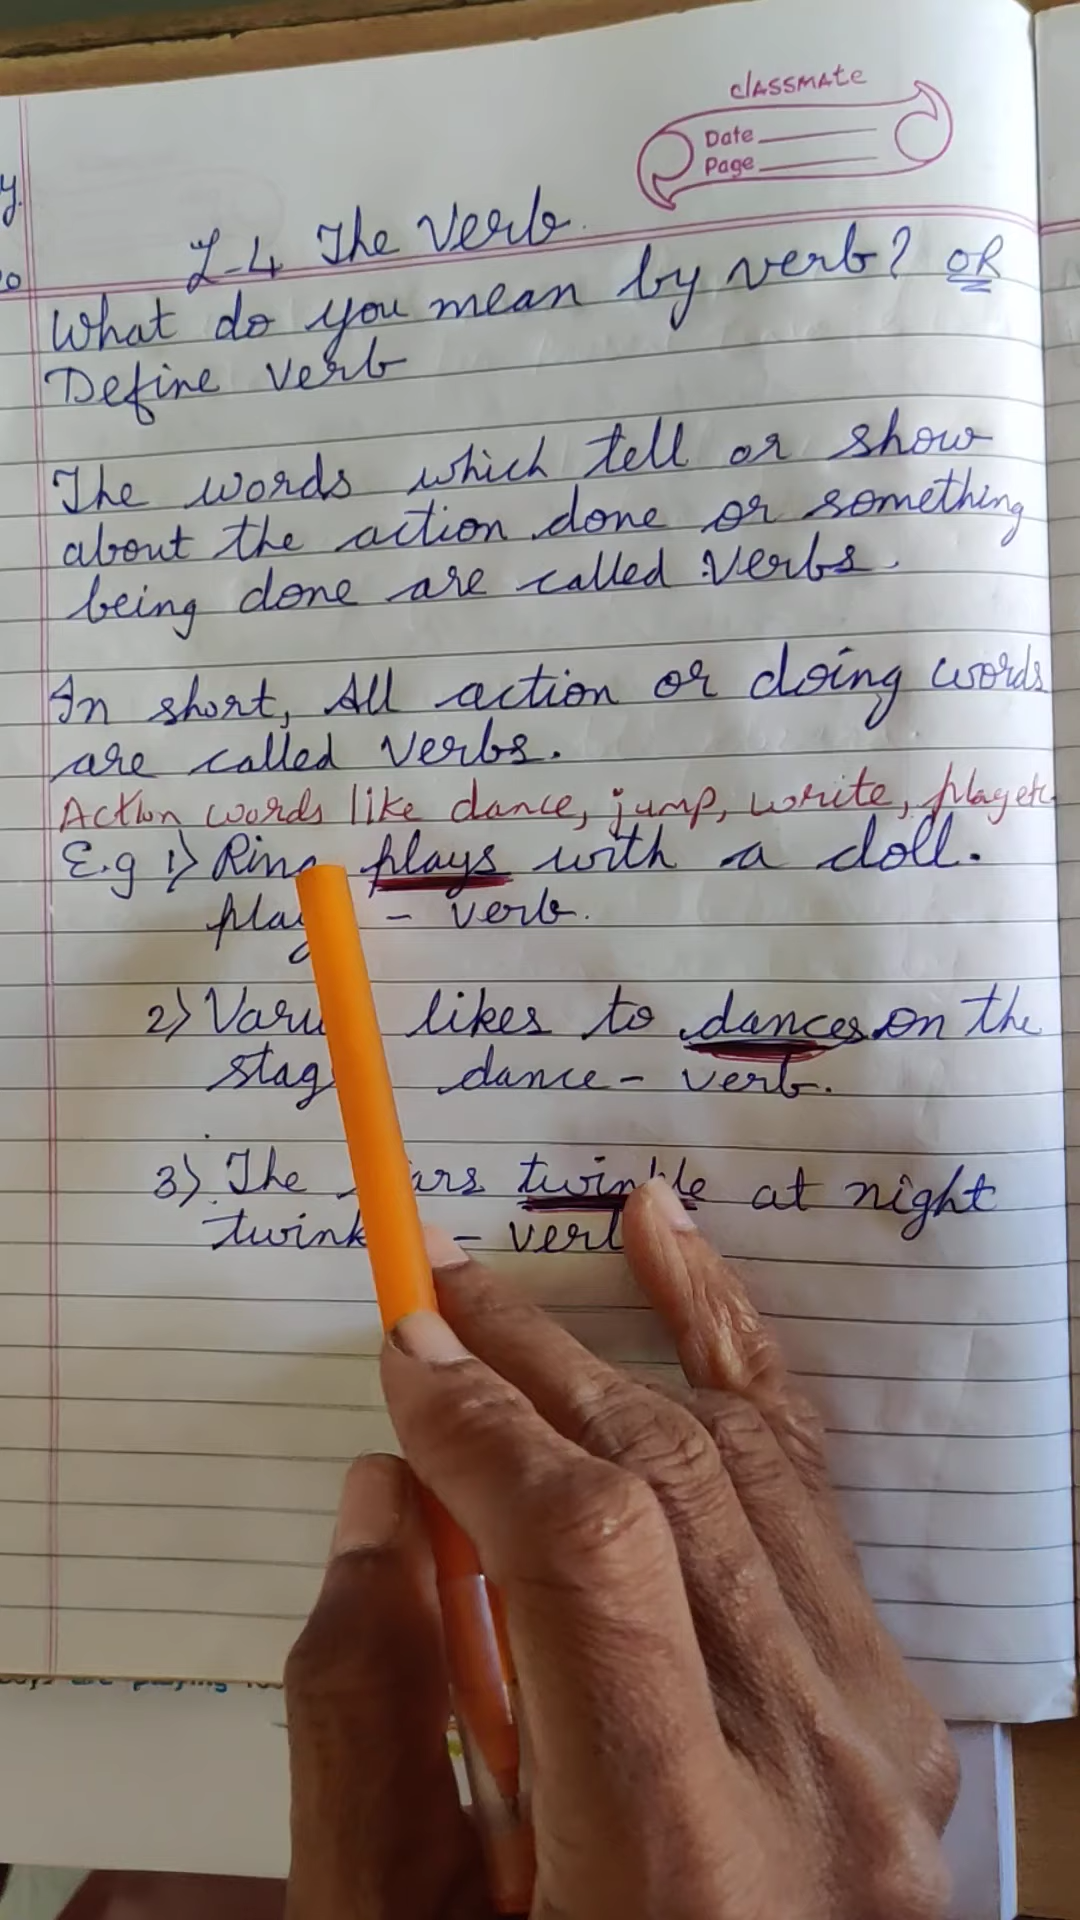 classmate
Date
Page
L-4 The Verb
What do you mean by verb? OR
Define Verb
The words which tell or show
about the action done or something
being done are called Verbs.
In short, All action or doing words
are called Verbs.
Action words like dance, jump, write, play etc
E.g 1) plays with a doll.
- verb.
2) likes to dances on the
dance - verb.
3) The twinkle at night
-
playing